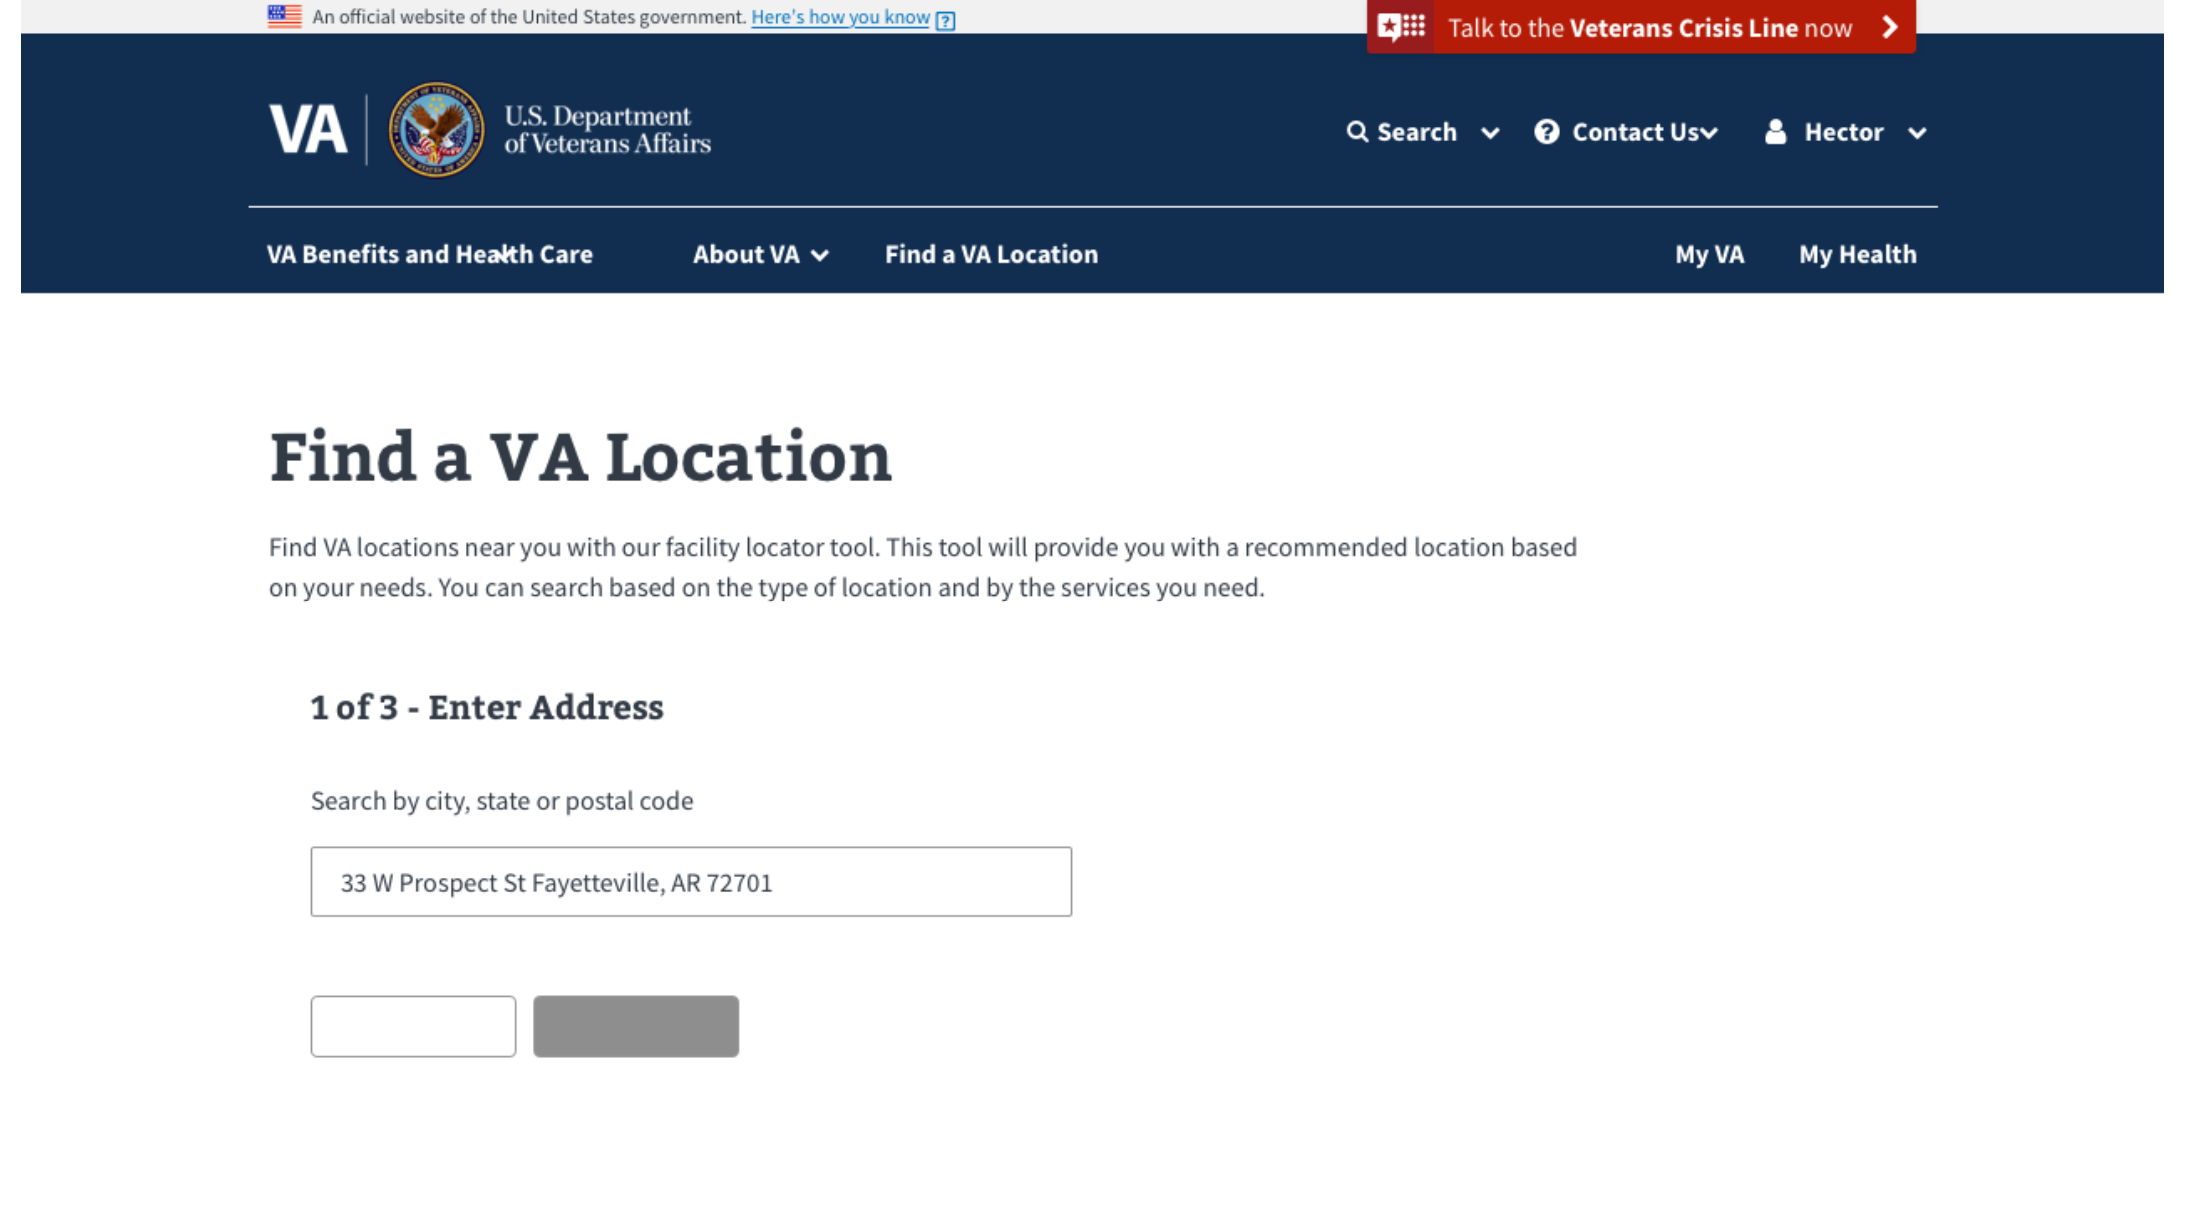 An official website of the United States government. Here's how you know ?
Talk to the Veterans Crisis Line now
VA
U.S. Department
of Veterans Affairs
Search
Contact Us
Hector
VA Benefits and Health Care
About VA
Find a VA Location
My VA
My Health
Find a VA Location
Find VA locations near you with our facility locator tool. This tool will provide you with a recommended location based
on your needs. You can search based on the type of location and by the services you need.
1 of 3 - Enter Address
Search by city, state or postal code
33 W Prospect St Fayetteville, AR 72701